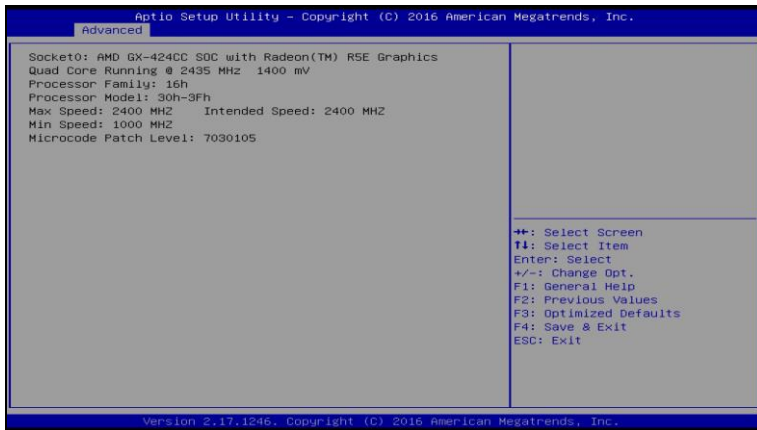 Aptio Setup Utility – Copyright (C) 2016 American Megatrends, Inc.
Advanced
Socket0: AMD GX-424CC SOC with Radeon(TM) R5E Graphics
Quad Core Running @ 2435 MHz 1400 mV
Processor Family: 16h
Processor Model: 30h-3Fh
Max Speed: 2400 MHZ Intended Speed: 2400 MHZ
Min Speed: 1000 MHZ
Microcode Patch Level: 7030105
→←: Select Screen
↑↓: Select Item
Enter: Select
+/-: Change Opt.
F1: General Help
F2: Previous Values
F3: Optimized Defaults
F4: Save & Exit
ESC: Exit
Version 2.17.1246. Copyright (C) 2016 American Megatrends, Inc.